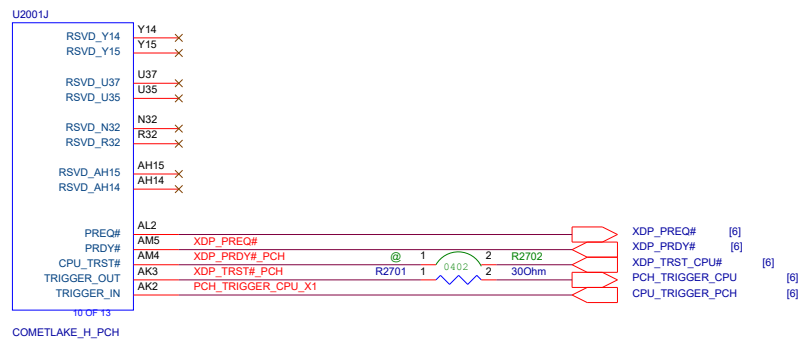 U2001J
RSVD_Y14 Y14
RSVD_Y15 Y15
RSVD_U37 U37
RSVD_U35 U35
RSVD_N32 N32
RSVD_R32 R32
RSVD_AH15 AH15
RSVD_AH14 AH14
PREQ# AL2 XDP_PREQ# XDP_PREQ# [6]
PRDY# AM5 XDP_PRDY#_PCH XDP_PRDY# [6]
CPU_TRST# AM4 XDP_TRST#_PCH @ 1 0402 2 R2702 XDP_TRST_CPU# [6]
TRIGGER_OUT AK3 PCH_TRIGGER_CPU_X1 R2701 1 2 30Ohm PCH_TRIGGER_CPU [6]
TRIGGER_IN AK2 CPU_TRIGGER_PCH [6]
10 OF 13
COMETLAKE_H_PCH